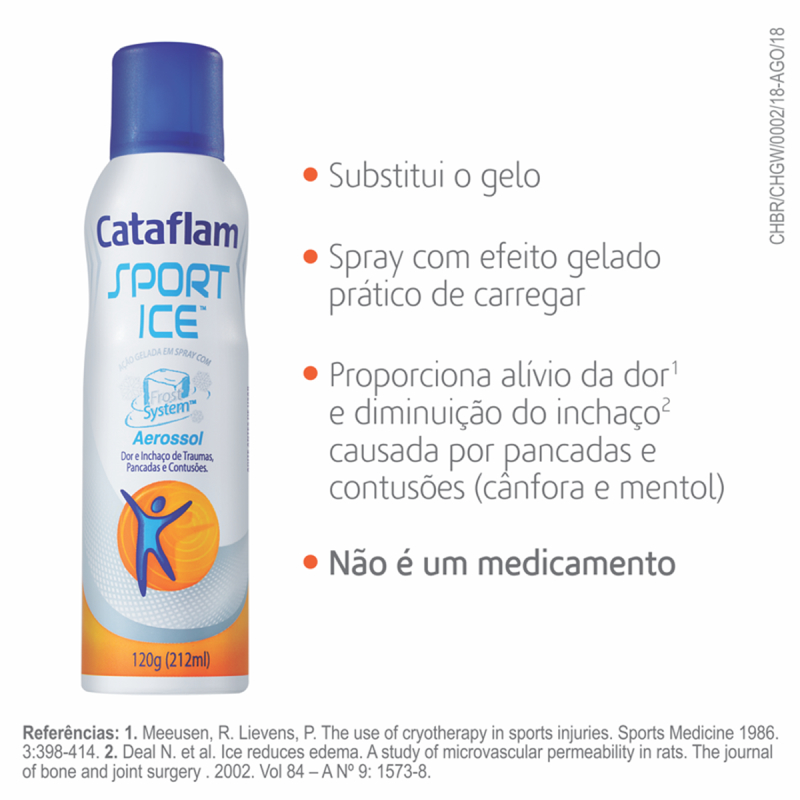 CHBR/CHGW/0002/18-AGO/18
Cataflam
SPORT
ICE™
AÇÃO GELADA EM SPRAY COM
Frost
System™
Aerossol
Dor e Inchaço de Traumas,
Pancadas e Contusões.
120g (212ml)
• Substitui o gelo
• Spray com efeito gelado
prático de carregar
• Proporciona alívio da dor¹
e diminuição do inchaço²
causada por pancadas e
contusões (cânfora e mentol)
• Não é um medicamento
Referências: 1. Meeusen, R. Lievens, P. The use of cryotherapy in sports injuries. Sports Medicine 1986.
3:398-414. 2. Deal N. et al. Ice reduces edema. A study of microvascular permeability in rats. The journal
of bone and joint surgery . 2002. Vol 84 – A Nº 9: 1573-8.